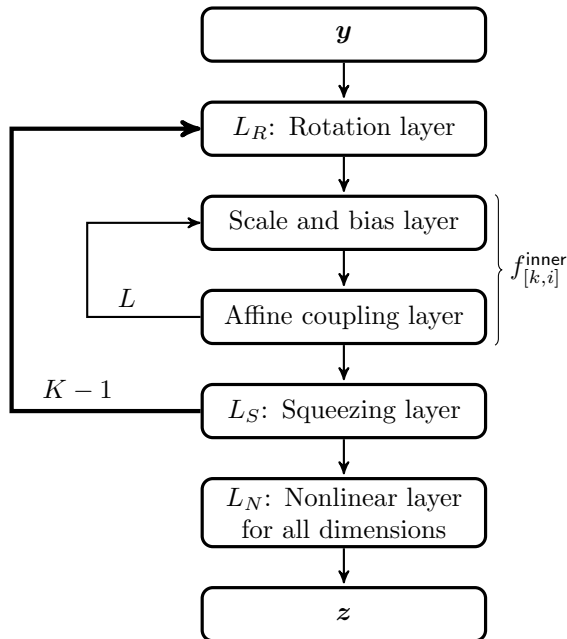 y
L_R: Rotation layer
Scale and bias layer
f^{inner}_{[k,i]}
L
Affine coupling layer
K − 1
L_S: Squeezing layer
L_N: Nonlinear layer
for all dimensions
z